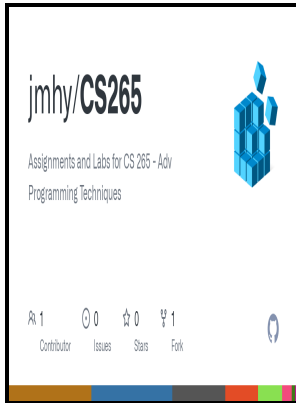 jmhy/CS265
Assignments and Labs for CS 265 - Adv
Programming Techniques
1 0 0 1
Contributor Issues Stars Fork